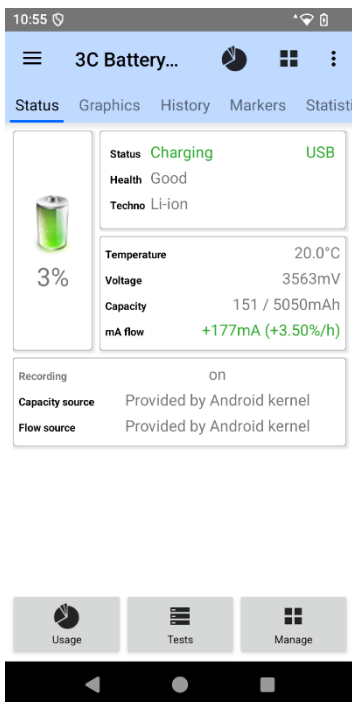 10:55
3C Battery...
Status Graphics History Markers Statisti
Status Charging USB
Health Good
Techno Li-ion
3%
Temperature 20.0°C
Voltage 3563mV
Capacity 151 / 5050mAh
mA flow +177mA (+3.50%/h)
Recording on
Capacity source Provided by Android kernel
Flow source Provided by Android kernel
Usage Tests Manage